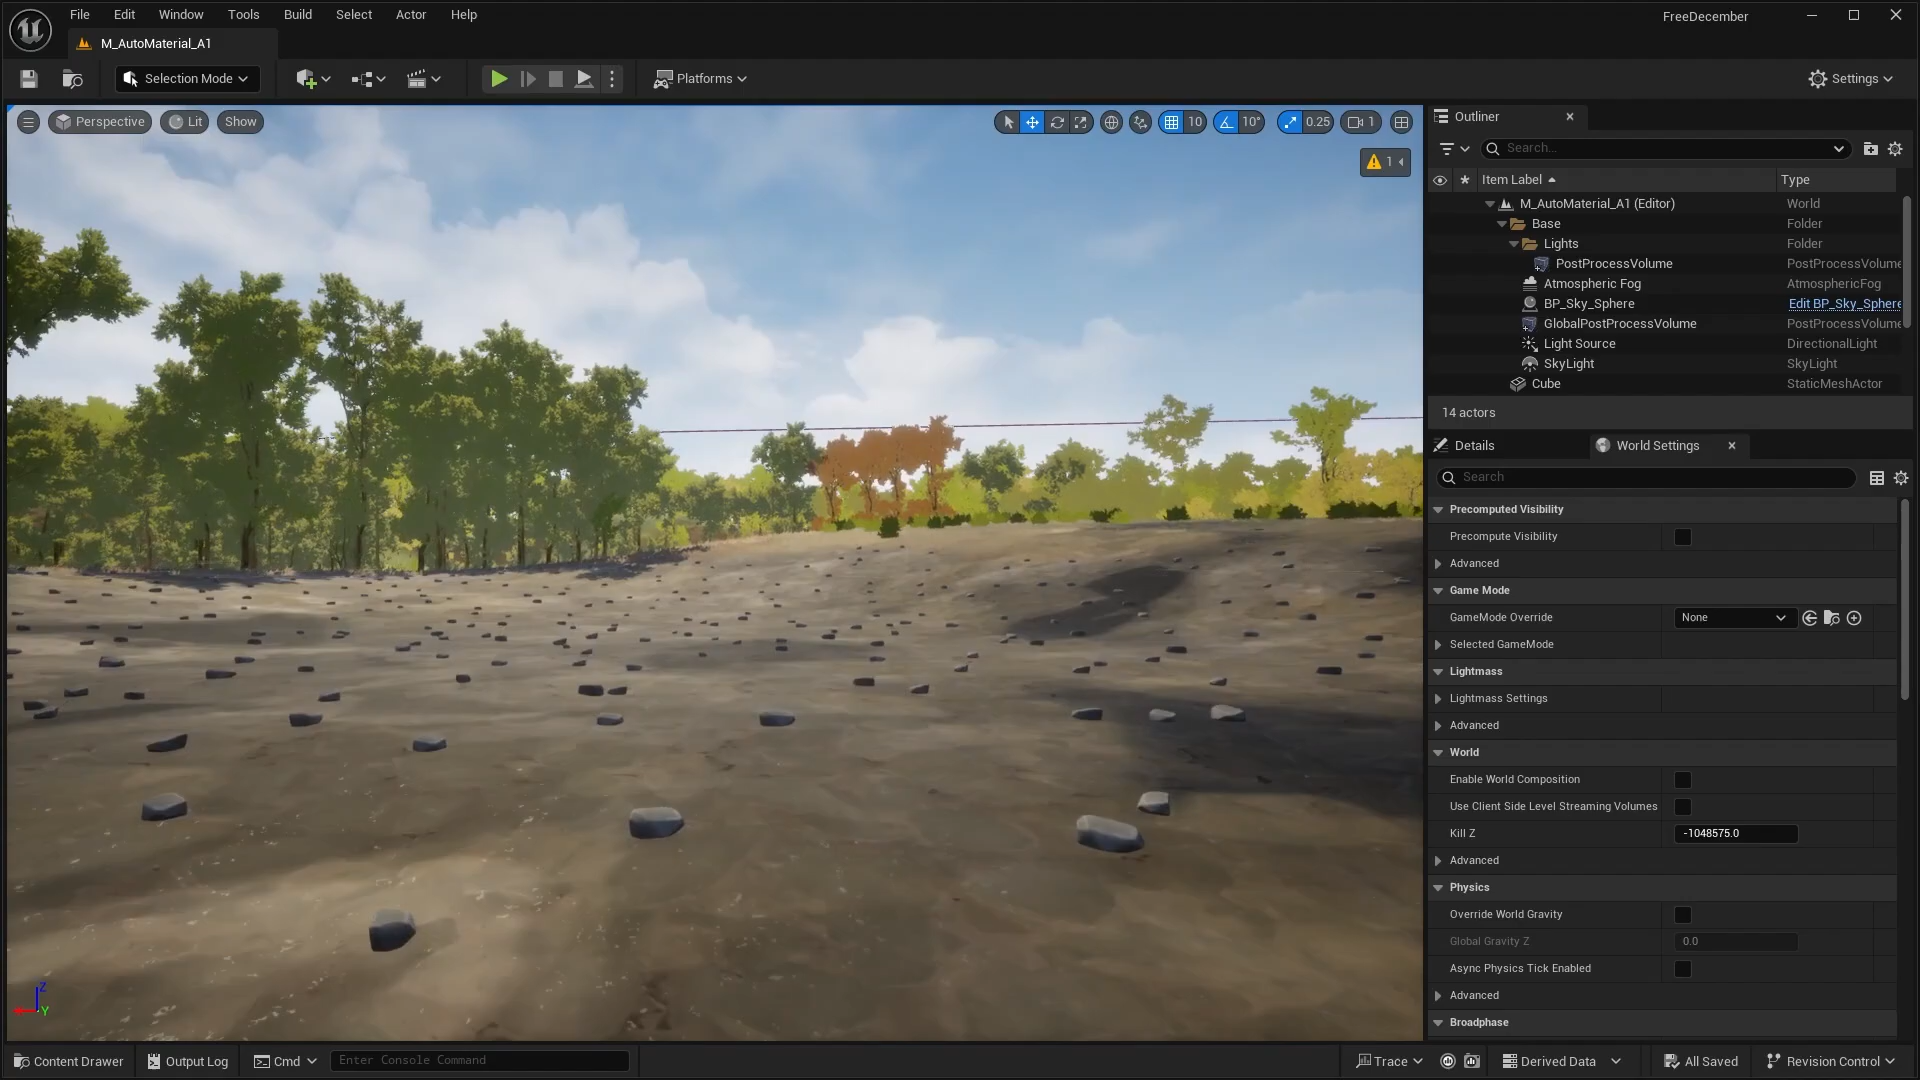 File Edit Window Tools Build Select Actor Help
FreeDecember
M_AutoMaterial_A1
Selection Mode
Platforms
Settings
Perspective Lit Show
10 10° 0.25 1
1
Outliner
Search...
Item Label Type
M_AutoMaterial_A1 (Editor) World
Base Folder
Lights Folder
PostProcessVolume PostProcessVolume
Atmospheric Fog AtmosphericFog
BP_Sky_Sphere Edit BP_Sky_Sphere
GlobalPostProcessVolume PostProcessVolume
Light Source DirectionalLight
SkyLight SkyLight
Cube StaticMeshActor
14 actors
Details World Settings
Search
Precomputed Visibility
Precompute Visibility
Advanced
Game Mode
GameMode Override None
Selected GameMode
Lightmass
Lightmass Settings
Advanced
World
Enable World Composition
Use Client Side Level Streaming Volumes
Kill Z -1048575.0
Advanced
Physics
Override World Gravity
Global Gravity Z 0.0
Async Physics Tick Enabled
Advanced
Broadphase
Z
Y
Content Drawer Output Log Cmd Enter Console Command Trace Derived Data All Saved Revision Control